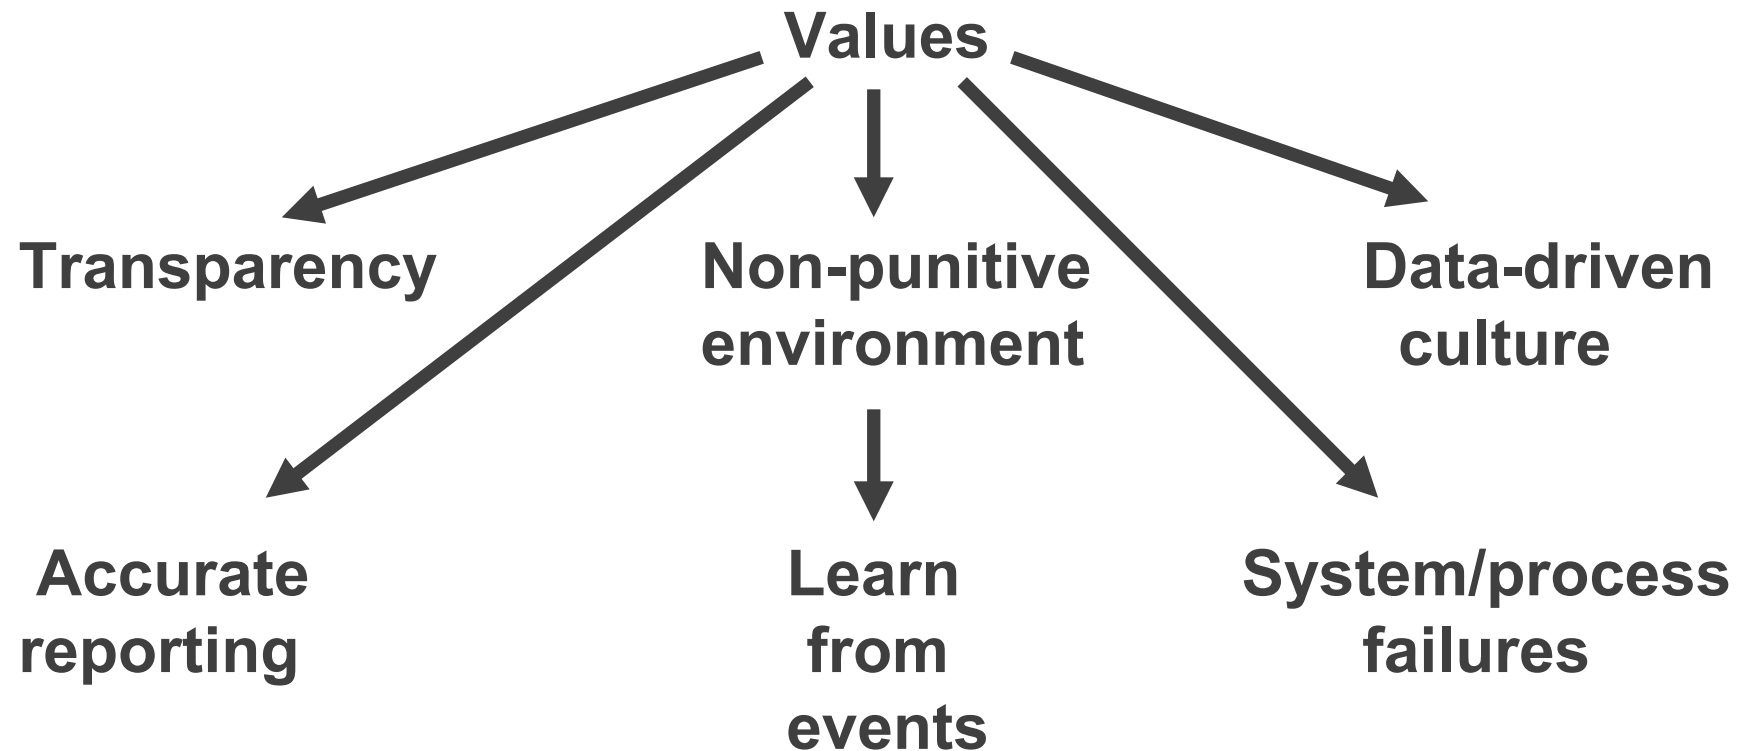 Values
Transparency
Non-punitive
environment
Data-driven
culture
Accurate
reporting
Learn
from
events
System/process
failures